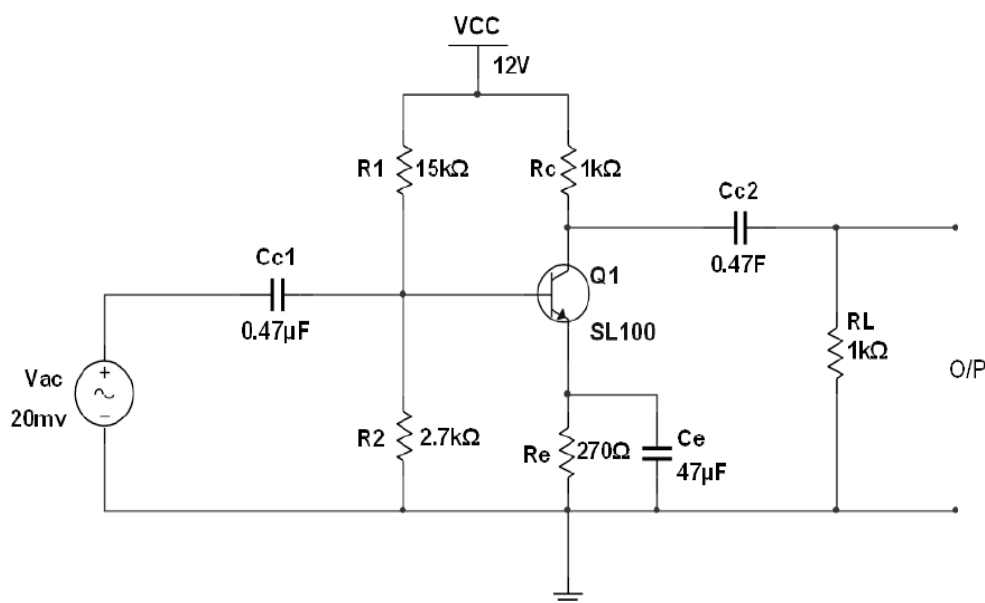 VCC
12V
R1 15kΩ
Rc 1kΩ
Cc2
0.47F
Cc1
0.47µF
Q1
SL100
RL
1kΩ
O/P
Vac
20mv
R2 2.7kΩ
Re 270Ω
Ce
47µF